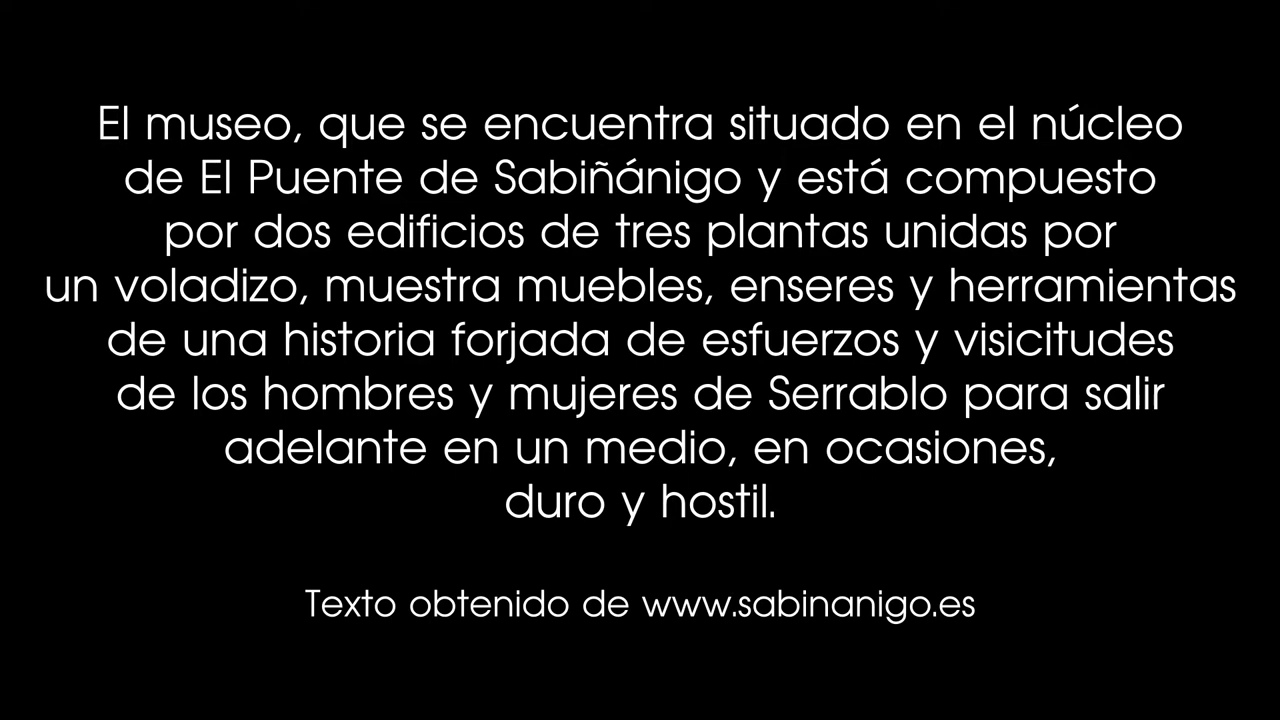 El museo, que se encuentra situado en el núcleo
de El Puente de Sabiñánigo y está compuesto
por dos edificios de tres plantas unidas por
un voladizo, muestra muebles, enseres y herramientas
de una historia forjada de esfuerzos y visicitudes
de los hombres y mujeres de Serrablo para salir
adelante en un medio, en ocasiones,
duro y hostil.
Texto obtenido de www.sabinanigo.es